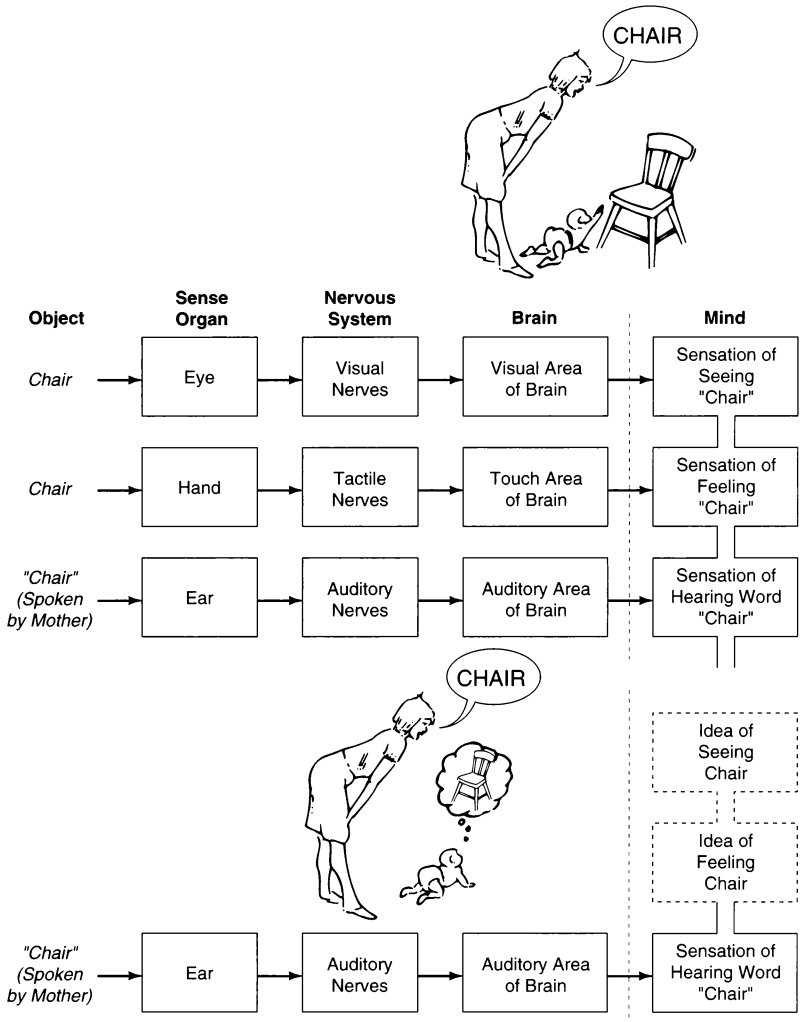 CHAIR
Object
Sense
Organ
Nervous
System
Brain
Mind
Chair
Eye
Visual
Nerves
Visual Area
of Brain
Sensation of
Seeing
"Chair"
Chair
Hand
Tactile
Nerves
Touch Area
of Brain
Sensation of
Feeling
"Chair"
"Chair"
(Spoken
by Mother)
Ear
Auditory
Nerves
Auditory Area
of Brain
Sensation of
Hearing Word
"Chair"
CHAIR
Idea of
Seeing
Chair
Idea of
Feeling
Chair
"Chair"
(Spoken
by Mother)
Ear
Auditory
Nerves
Auditory Area
of Brain
Sensation of
Hearing Word
"Chair"